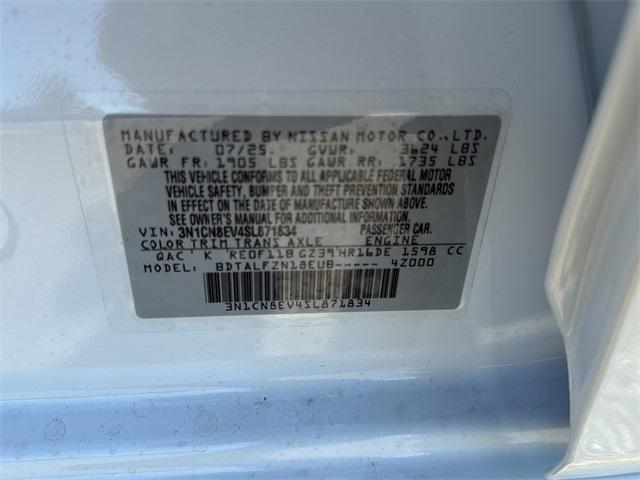 MANUFACTURED BY NISSAN MOTOR CO.,LTD.
DATE: 07/25 GVWR: 3624 LBS
GAWR FR: 1905 LBS GAWR RR: 1735 LBS
THIS VEHICLE CONFORMS TO ALL APPLICABLE FEDERAL MOTOR
VEHICLE SAFETY, BUMPER AND THEFT PREVENTION STANDARDS
IN EFFECT ON THE DATE OF MANUFACTURE SHOWN ABOVE.
SEE OWNER'S MANUAL FOR ADDITIONAL INFORMATION.
VIN: 3N1CN8EV4SL871834 PASSENGER CAR.
COLOR TRIM TRANS AXLE ENGINE
QAC K RE0F11B GZ39 HR16DE 1598 CC
MODEL: BDTALFZN18EUB----- 4Z000
3N1CN8EV4SL871834